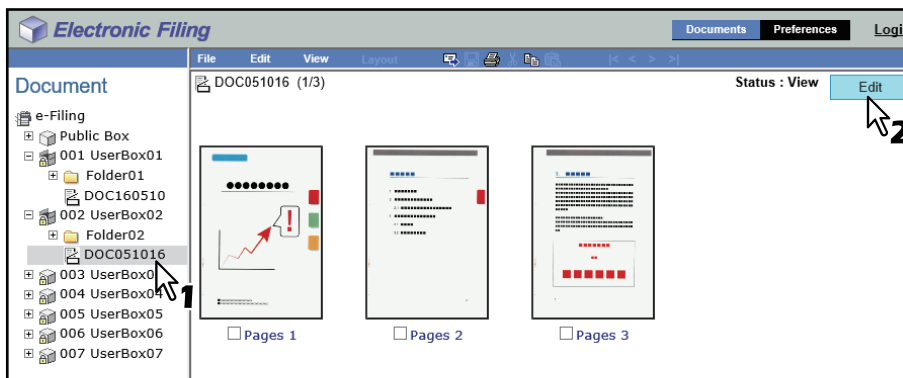 Electronic Filing
Documents Preferences Logi
File Edit View Layout |< < > >|
Document
DOC051016 (1/3) Status : View Edit
e-Filing
Public Box
001 UserBox01
Folder01
DOC160510
002 UserBox02
Folder02
DOC051016
003 UserBox0
004 UserBox04
005 UserBox05
006 UserBox06
007 UserBox07
1
2
!
Pages 1 Pages 2 Pages 3